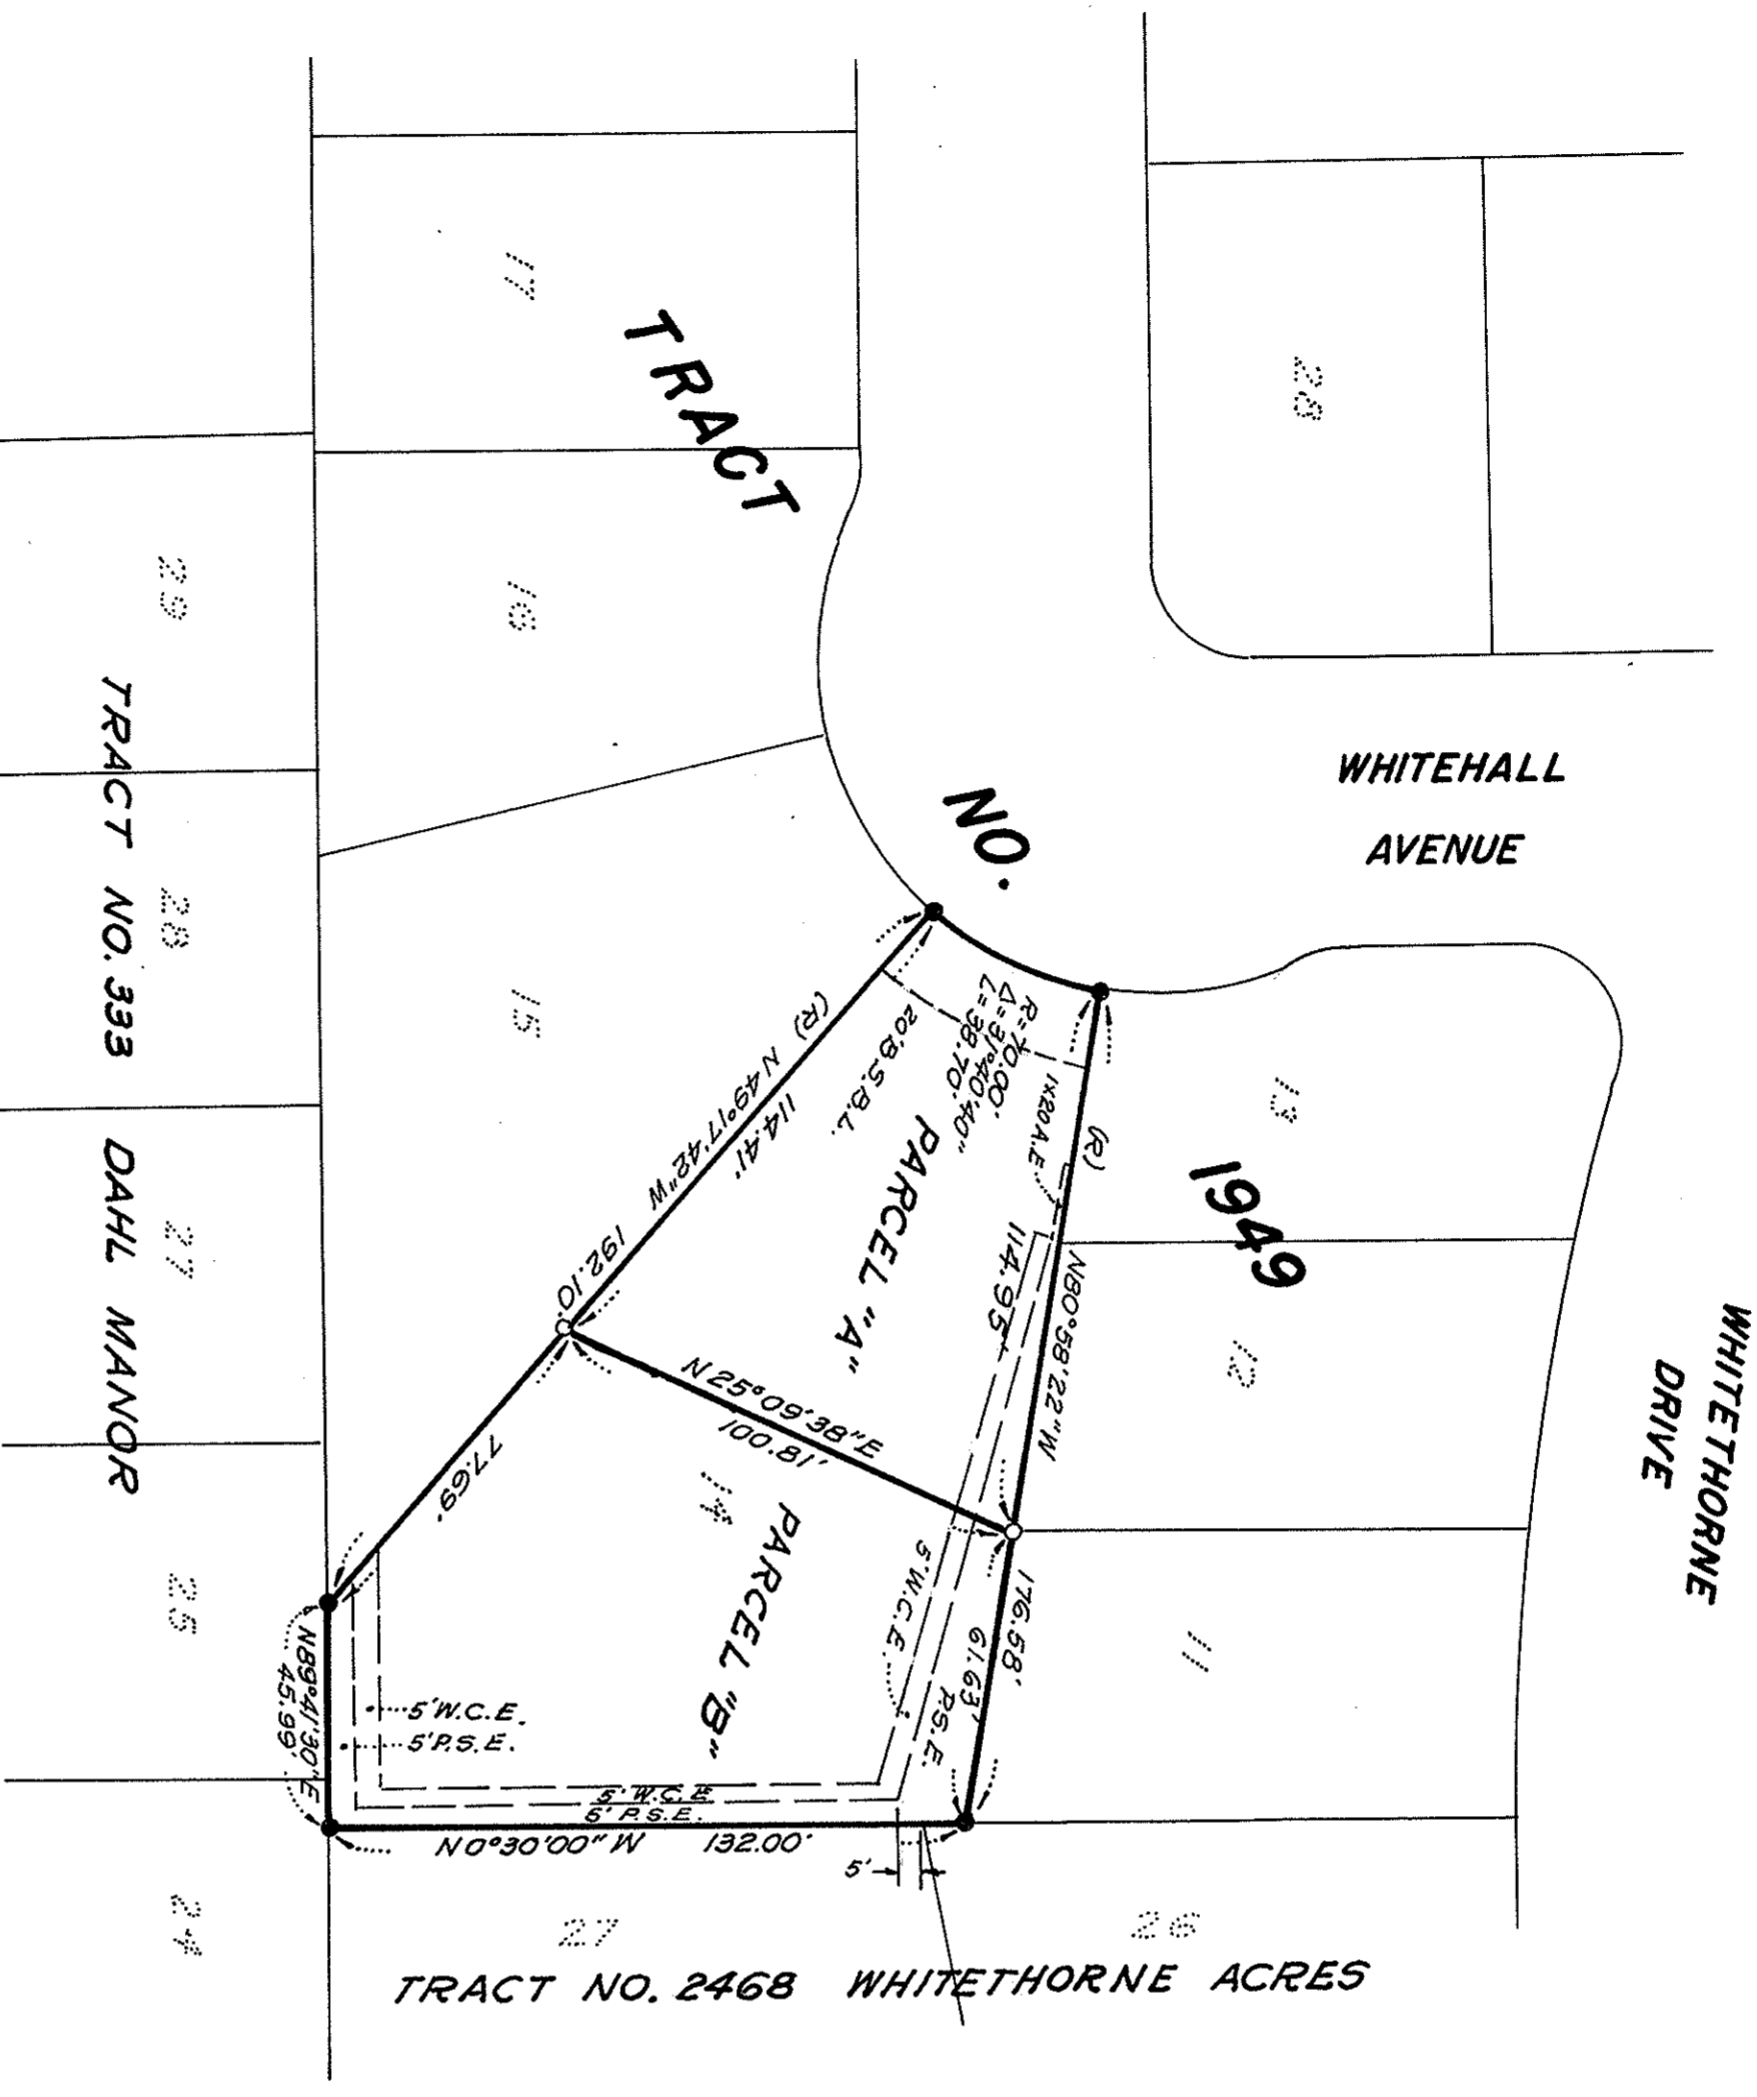 WHITEHALL
AVENUE
WHITETHORNE
DRIVE
TRACT
NO.
1949
TRACT NO. 333 DAHL MANOR
TRACT NO. 2468 WHITETHORNE ACRES
17
16
15
14
13
12
11
28
29
28
27
25
24
27
26
R=70.00'
Δ=31°40'40"
L=38.70'
20' B.S.B.L.
1x20 A.E.
(R) N 49°17'42" W
114.41'
192.10'
77.69'
PARCEL "A"
(R)
N80°58'22"W
114.95'
176.58'
61.63'
P.S.E.
5' W.C.E.
N 25°09'38" E
100.81'
PARCEL "B"
5' W.C.E.
5' P.S.E.
5' W.C.E.
5' P.S.E.
N89°41'30"E
45.99'
N0°30'00"W 132.00'
5'